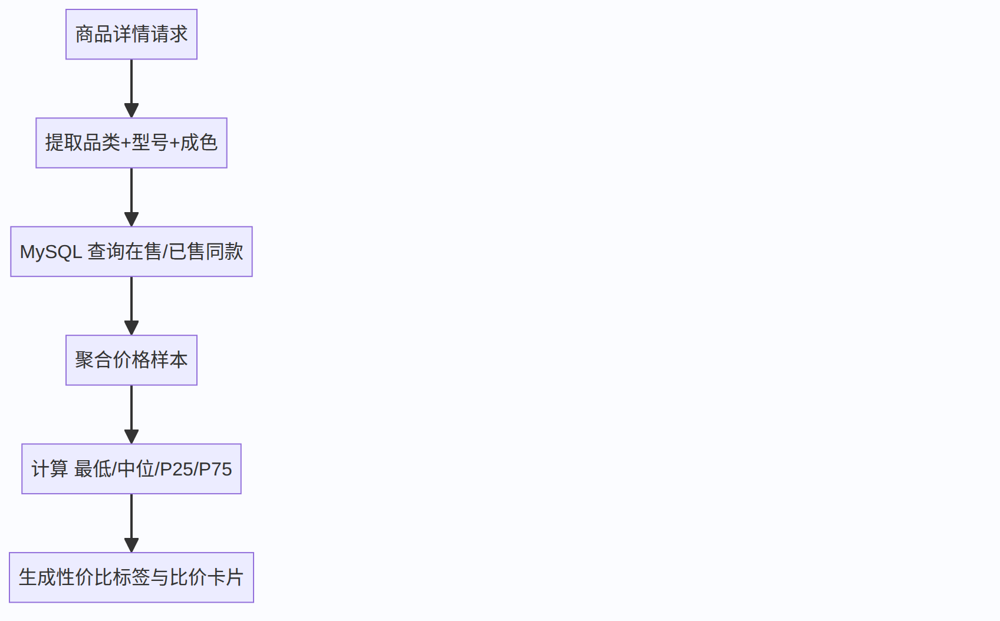 商品详情请求
提取品类+型号+成色
MySQL 查询在售/已售同款
聚合价格样本
计算 最低/中位/P25/P75
生成性价比标签与比价卡片